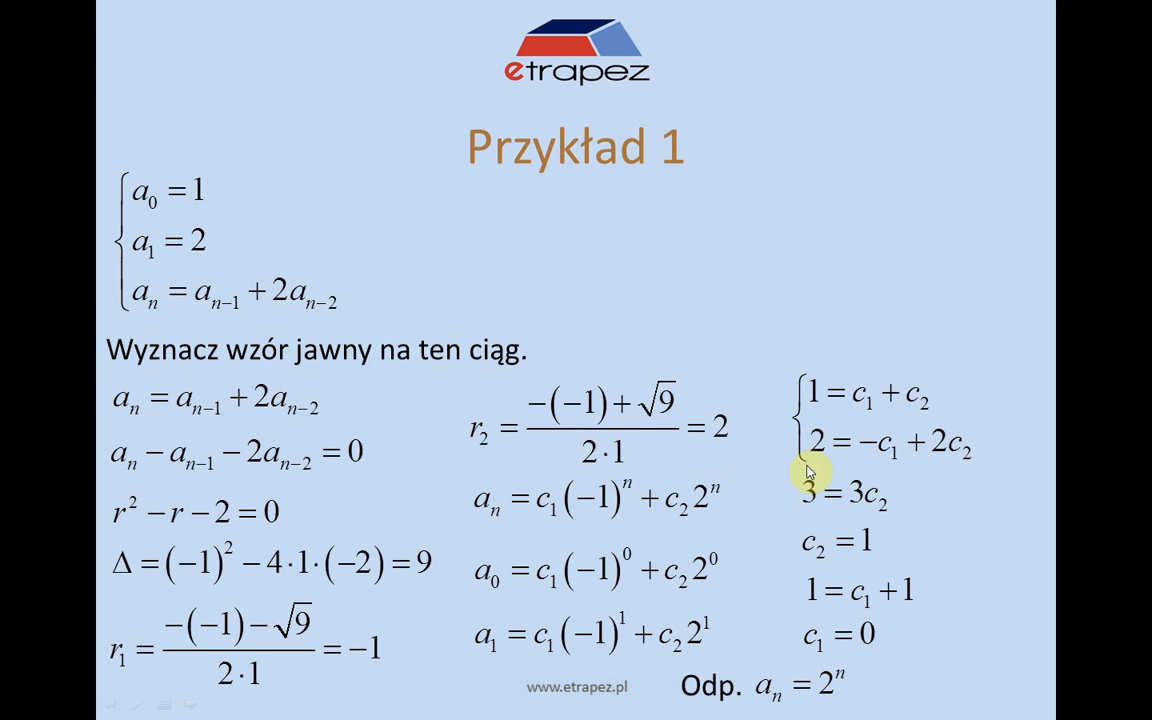 etrapez
Przykład 1
a₀ = 1
a₁ = 2
aₙ = aₙ₋₁ + 2aₙ₋₂
Wyznacz wzór jawny na ten ciąg.
aₙ = aₙ₋₁ + 2aₙ₋₂
aₙ − aₙ₋₁ − 2aₙ₋₂ = 0
r² − r − 2 = 0
Δ = (−1)² − 4·1·(−2) = 9
r₁ = (−(−1) − √9) / (2·1) = −1
r₂ = (−(−1) + √9) / (2·1) = 2
aₙ = c₁(−1)ⁿ + c₂2ⁿ
a₀ = c₁(−1)⁰ + c₂2⁰
a₁ = c₁(−1)¹ + c₂2¹
1 = c₁ + c₂
2 = −c₁ + 2c₂
3 = 3c₂
c₂ = 1
1 = c₁ + 1
c₁ = 0
Odp. aₙ = 2ⁿ
www.etrapez.pl